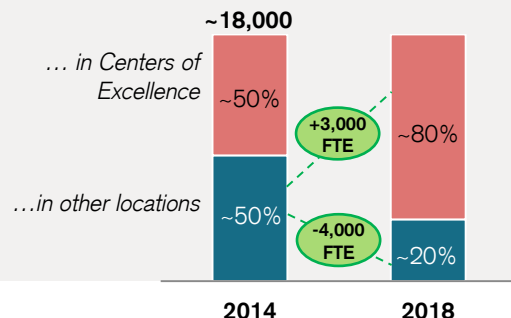 ~18,000
… in Centers of
Excellence
~50%
+3,000
FTE
~80%
…in other locations
~50%
-4,000
FTE
~20%
2014
2018